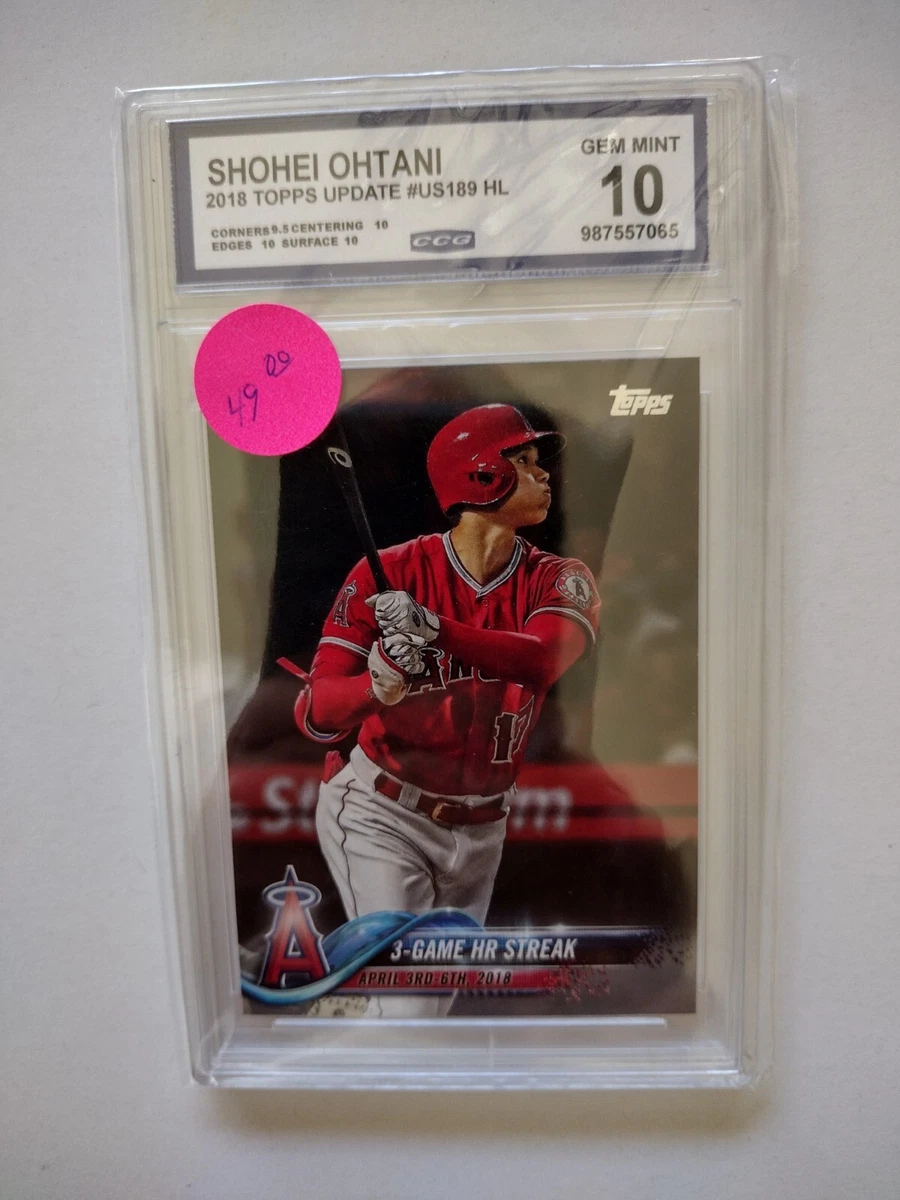 SHOHEI OHTANI
2018 TOPPS UPDATE #US189 HL
CORNERS 9.5 CENTERING 10
EDGES 10 SURFACE 10
CCG
GEM MINT
10
987557065
49 00
Topps
A
A
17
A
3-GAME HR STREAK
APRIL 3RD-6TH, 2018